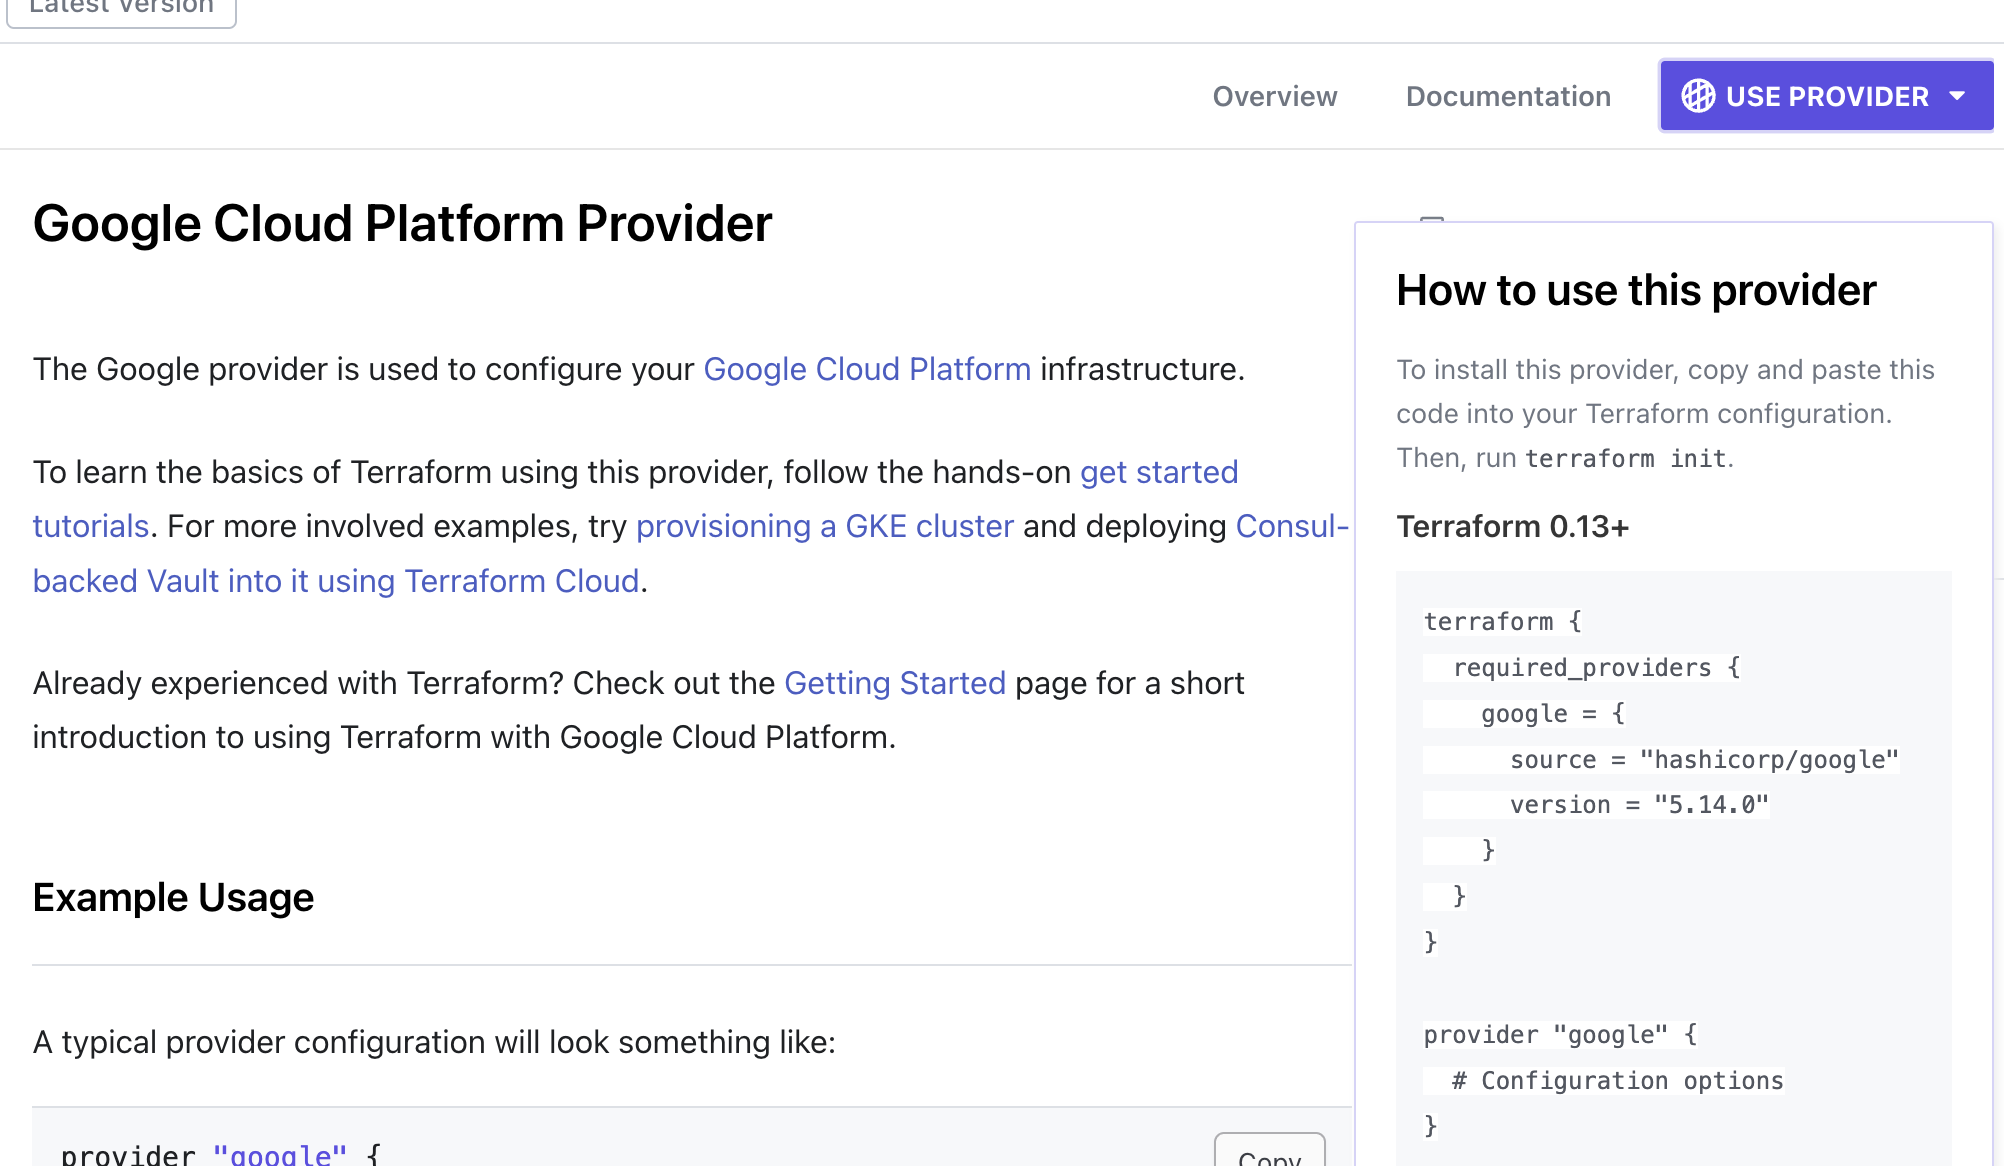 Latest Version
Overview
Documentation
USE PROVIDER
Google Cloud Platform Provider
The Google provider is used to configure your Google Cloud Platform infrastructure.
To learn the basics of Terraform using this provider, follow the hands-on get started
tutorials. For more involved examples, try provisioning a GKE cluster and deploying Consul-
backed Vault into it using Terraform Cloud.
Already experienced with Terraform? Check out the Getting Started page for a short
introduction to using Terraform with Google Cloud Platform.
Example Usage
A typical provider configuration will look something like:
provider "google" {
Copy
How to use this provider
To install this provider, copy and paste this
code into your Terraform configuration.
Then, run terraform init.
Terraform 0.13+
terraform {
  required_providers {
    google = {
      source = "hashicorp/google"
      version = "5.14.0"
    }
  }
}
provider "google" {
  # Configuration options
}